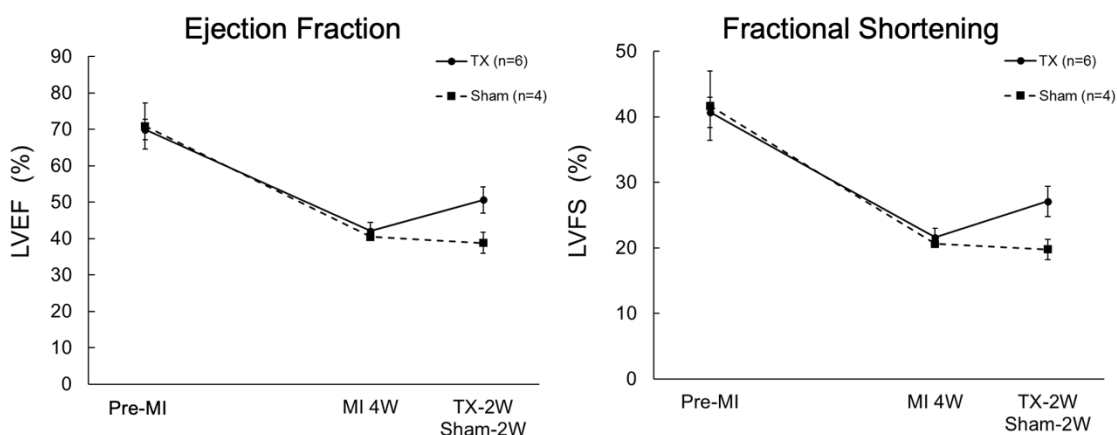 Ejection Fraction
TX (n=6)
Sham (n=4)
LVEF (%)
90
80
70
60
50
40
30
20
10
0
Pre-MI
MI 4W
TX-2W
Sham-2W
Fractional Shortening
TX (n=6)
Sham (n=4)
LVFS (%)
50
40
30
20
10
0
Pre-MI
MI 4W
TX-2W
Sham-2W